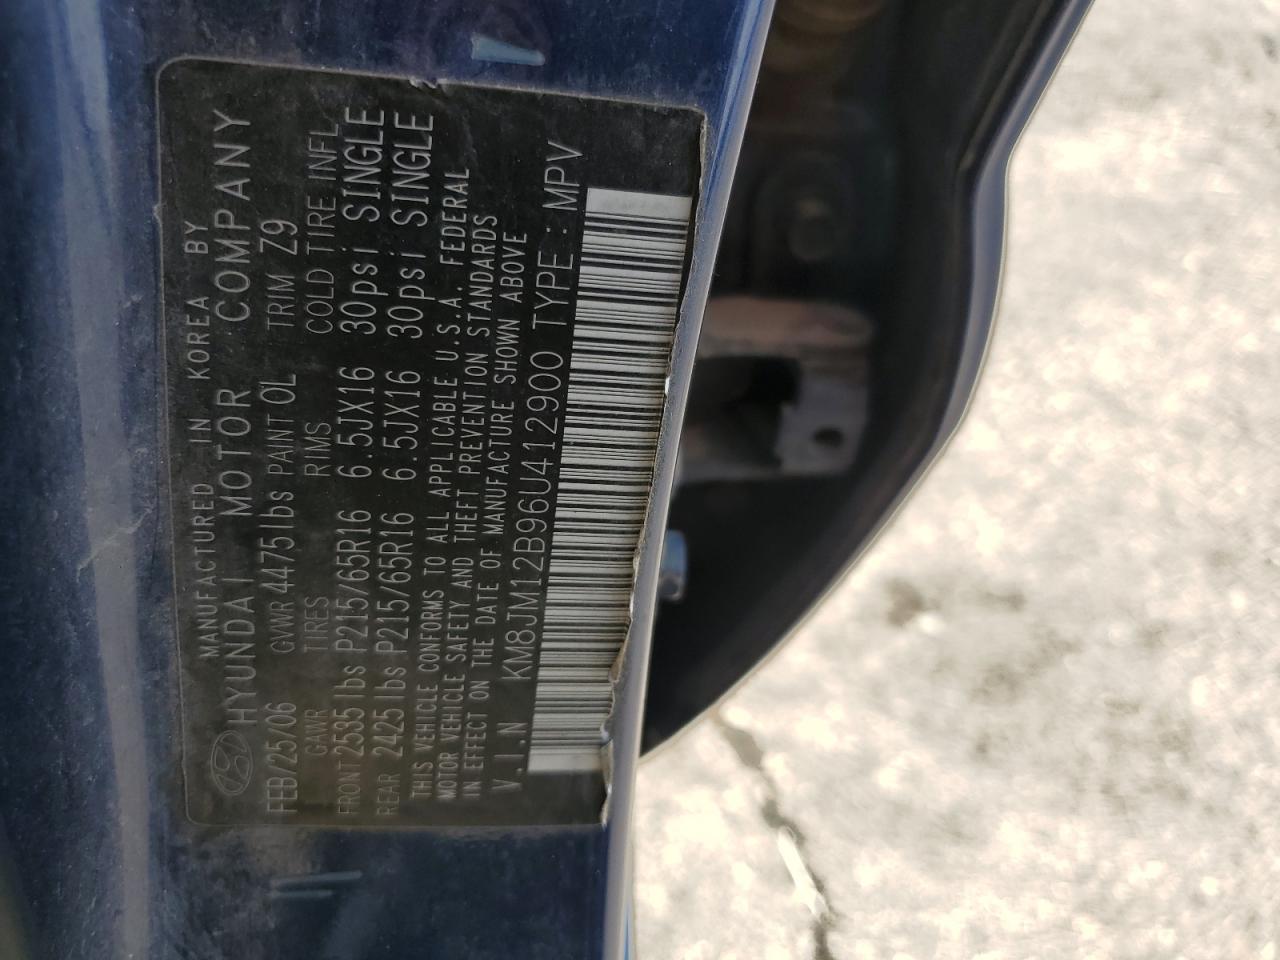 MANUFACTURED IN KOREA BY
HYUNDAI MOTOR COMPANY
FEB/25/06 GVWR 4475lbs PAINT OL TRIM Z9
GAWR TIRES RIMS COLD TIRE INFL
FRONT 2535lbs P215/65R16 6.5JX16 30psi SINGLE
REAR 2425lbs P215/65R16 6.5JX16 30psi SINGLE
THIS VEHICLE CONFORMS TO ALL APPLICABLE U.S.A. FEDERAL
MOTOR VEHICLE SAFETY AND THEFT PREVENTION STANDARDS
IN EFFECT ON THE DATE OF MANUFACTURE SHOWN ABOVE
V.I.N KM8JM12B96U412900 TYPE: MPV